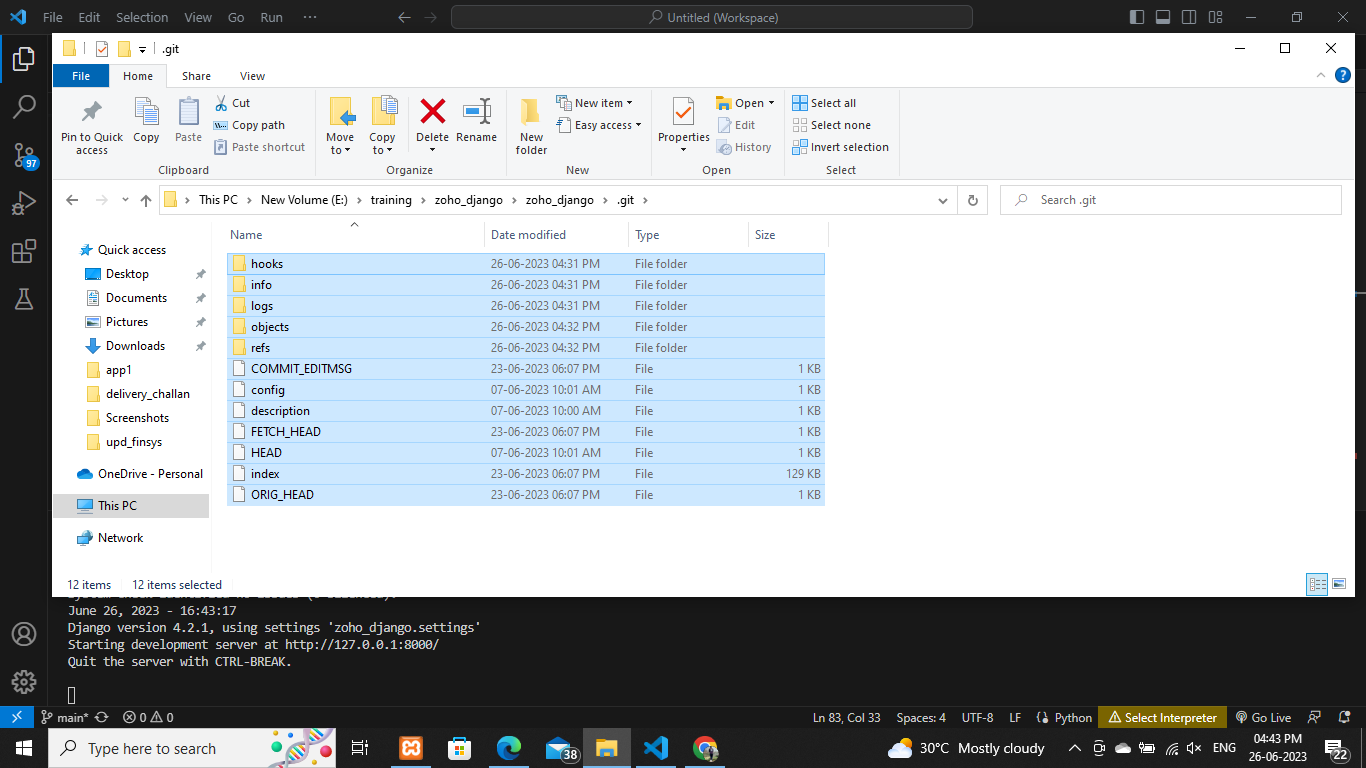 File Edit Selection View Go Run ··· Untitled (Workspace)
.git
File Home Share View
Pin to Quick access
Copy
Paste
Cut
Copy path
Paste shortcut
Clipboard
Move to
Copy to
Delete
Rename
Organize
New folder
New item
Easy access
New
Properties
Open
Edit
History
Open
Select all
Select none
Invert selection
Select
This PC > New Volume (E:) > training > zoho_django > zoho_django > .git >
Search .git
Name Date modified Type Size
Quick access
Desktop
Documents
Pictures
Downloads
app1
delivery_challan
Screenshots
upd_finsys
OneDrive - Personal
This PC
Network
hooks 26-06-2023 04:31 PM File folder
info 26-06-2023 04:31 PM File folder
logs 26-06-2023 04:31 PM File folder
objects 26-06-2023 04:32 PM File folder
refs 26-06-2023 04:32 PM File folder
COMMIT_EDITMSG 23-06-2023 06:07 PM File 1 KB
config 07-06-2023 10:01 AM File 1 KB
description 07-06-2023 10:00 AM File 1 KB
FETCH_HEAD 23-06-2023 06:07 PM File 1 KB
HEAD 07-06-2023 10:01 AM File 1 KB
index 23-06-2023 06:07 PM File 129 KB
ORIG_HEAD 23-06-2023 06:07 PM File 1 KB
12 items 12 items selected
97
June 26, 2023 - 16:43:17
Django version 4.2.1, using settings 'zoho_django.settings'
Starting development server at http://127.0.0.1:8000/
Quit the server with CTRL-BREAK.
main* 0 0 Ln 83, Col 33 Spaces: 4 UTF-8 LF Python Select Interpreter Go Live
Type here to search 38 30°C Mostly cloudy ENG 04:43 PM
26-06-2023 22